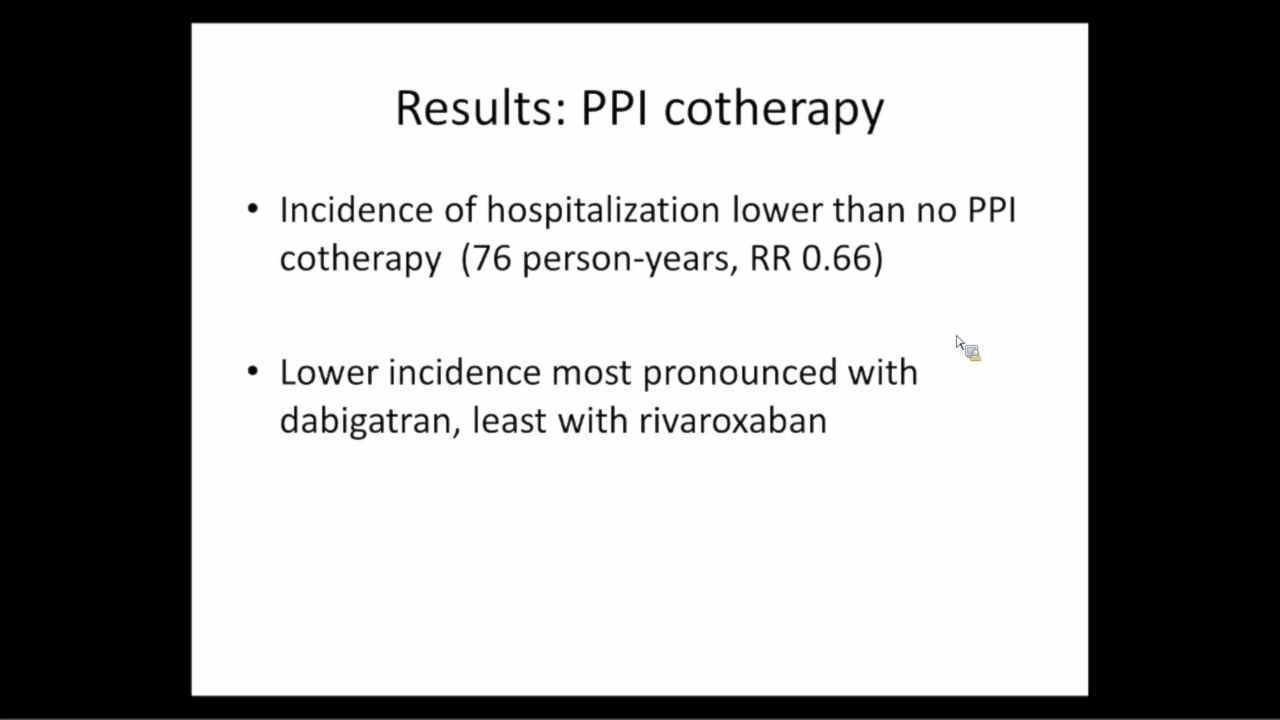 Results: PPI cotherapy
• Incidence of hospitalization lower than no PPI
cotherapy  (76 person-years, RR 0.66)
• Lower incidence most pronounced with
dabigatran, least with rivaroxaban